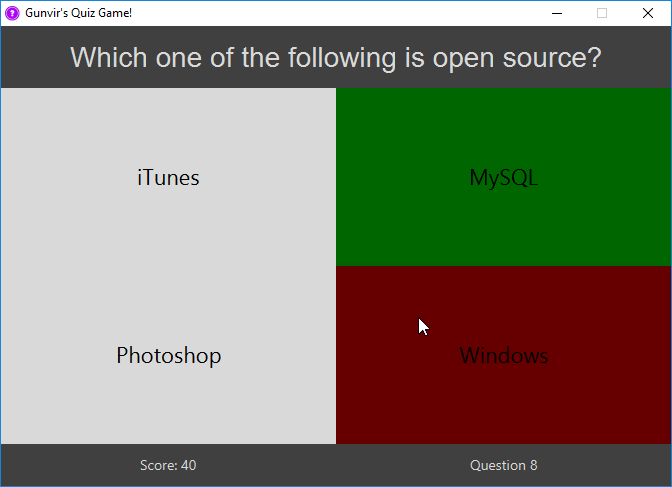 Gunvir's Quiz Game!
Which one of the following is open source?
iTunes
MySQL
Photoshop
Windows
Score: 40
Question 8